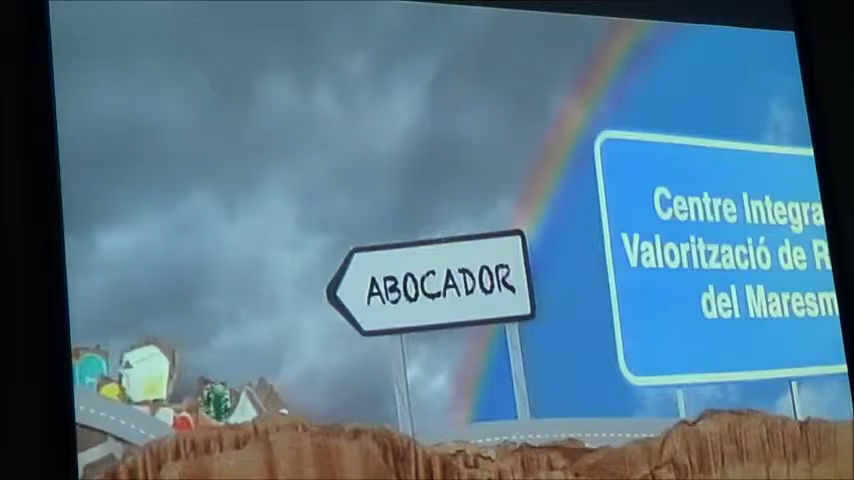 ABOCADOR
Centre Integra
Valorització de R
del Maresm